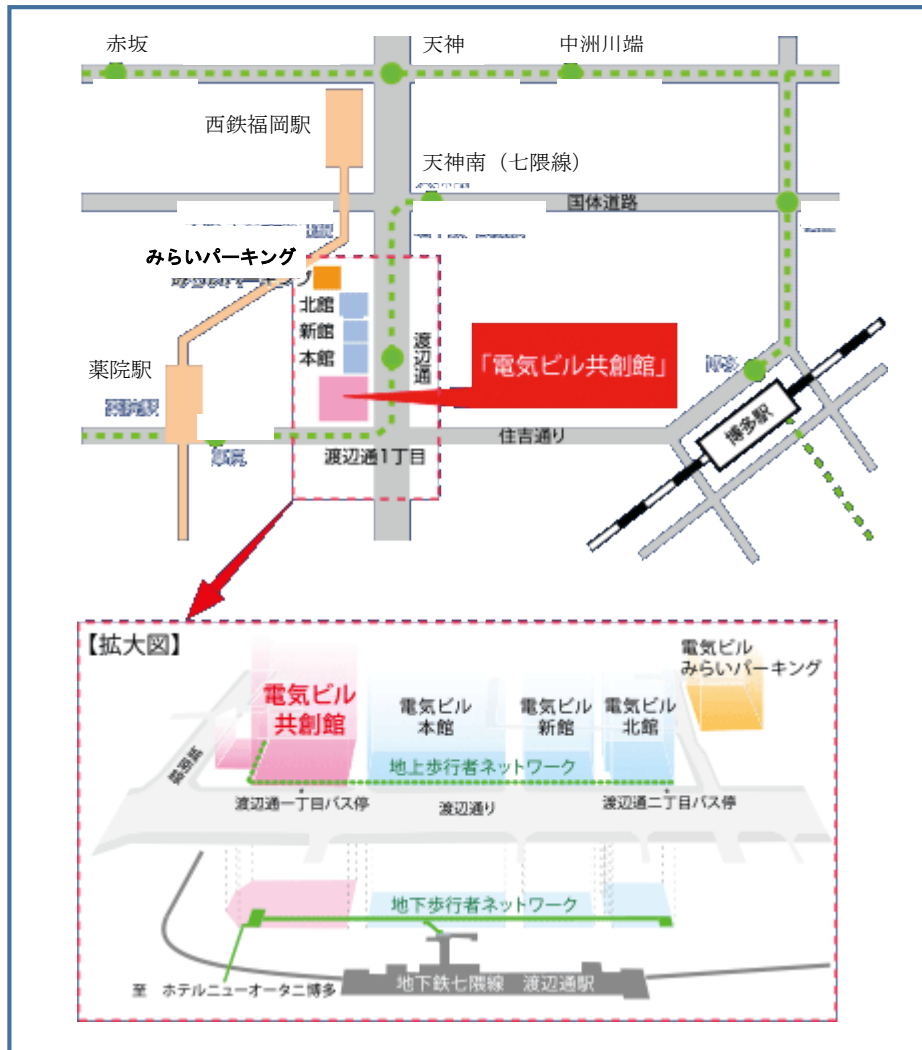 赤坂
天神
中洲川端
西鉄福岡駅
天神南（七隈線）
国体道路
みらいパーキング
北館
新館
本館
渡辺通
「電気ビル共創館」
薬院駅
博多駅
住吉通り
渡辺通1丁目
【拡大図】
電気ビル
共創館
電気ビル
本館
電気ビル
新館
電気ビル
北館
電気ビル
みらいパーキング
地上歩行者ネットワーク
渡辺通一丁目バス停
渡辺通り
渡辺通二丁目バス停
地下歩行者ネットワーク
至　ホテルニューオータニ博多
地下鉄七隈線　渡辺通駅